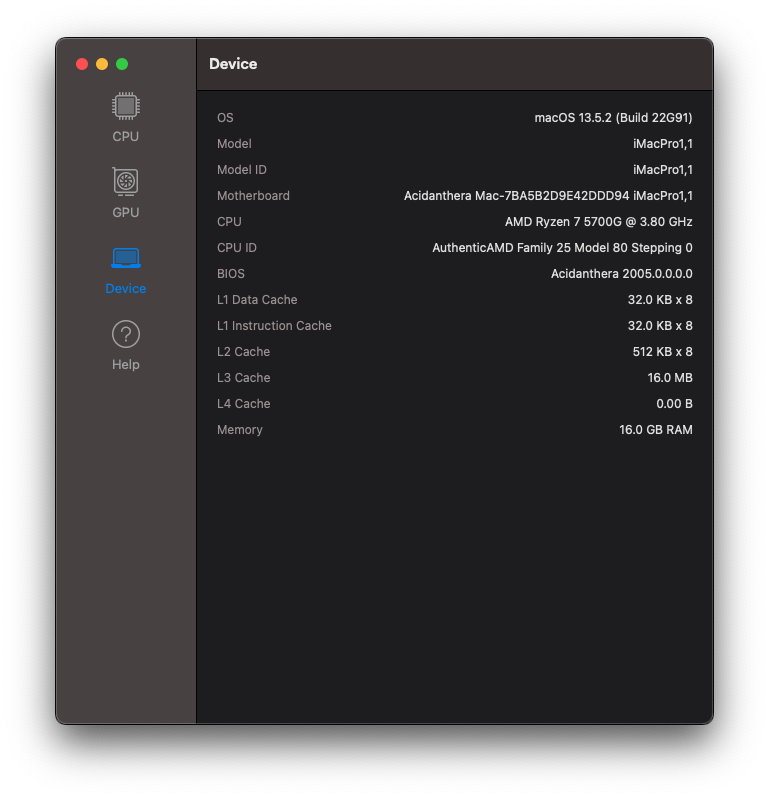 Device
CPU
GPU
Device
Help
OS macOS 13.5.2 (Build 22G91)
Model iMacPro1,1
Model ID iMacPro1,1
Motherboard Acidanthera Mac-7BA5B2D9E42DDD94 iMacPro1,1
CPU AMD Ryzen 7 5700G @ 3.80 GHz
CPU ID AuthenticAMD Family 25 Model 80 Stepping 0
BIOS Acidanthera 2005.0.0.0.0
L1 Data Cache 32.0 KB x 8
L1 Instruction Cache 32.0 KB x 8
L2 Cache 512 KB x 8
L3 Cache 16.0 MB
L4 Cache 0.00 B
Memory 16.0 GB RAM